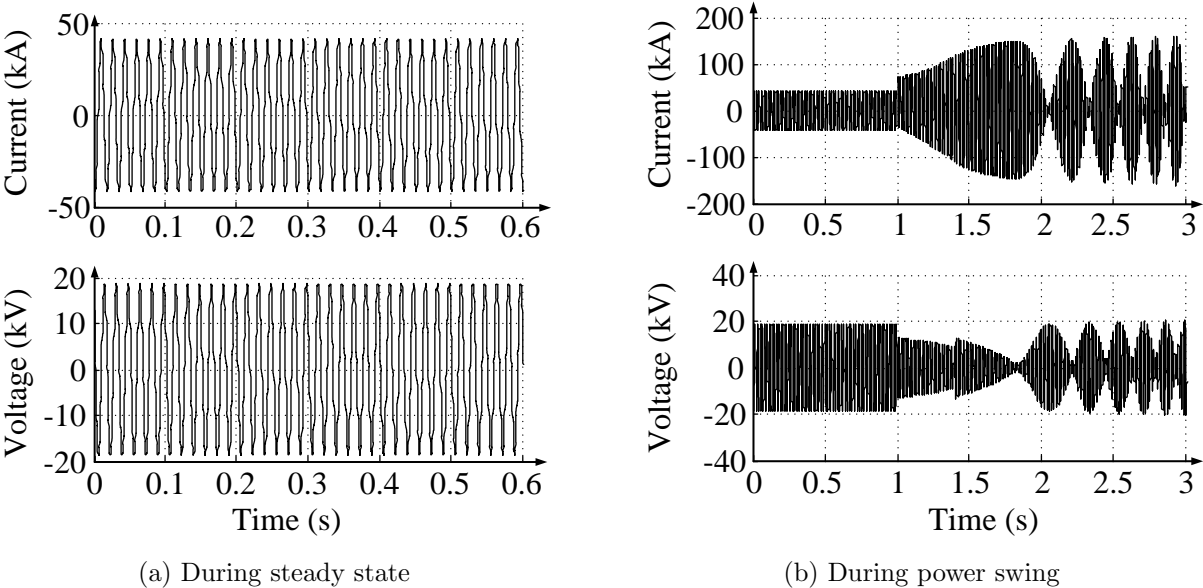 50
0
-50
Current (kA)
0 0.1 0.2 0.3 0.4 0.5 0.6
20
10
0
-10
-20
Voltage (kV)
0 0.1 0.2 0.3 0.4 0.5 0.6
Time (s)
(a) During steady state
200
100
0
-100
-200
Current (kA)
0 0.5 1 1.5 2 2.5 3
40
20
0
-20
-40
Voltage (kV)
0 0.5 1 1.5 2 2.5 3
Time (s)
(b) During power swing